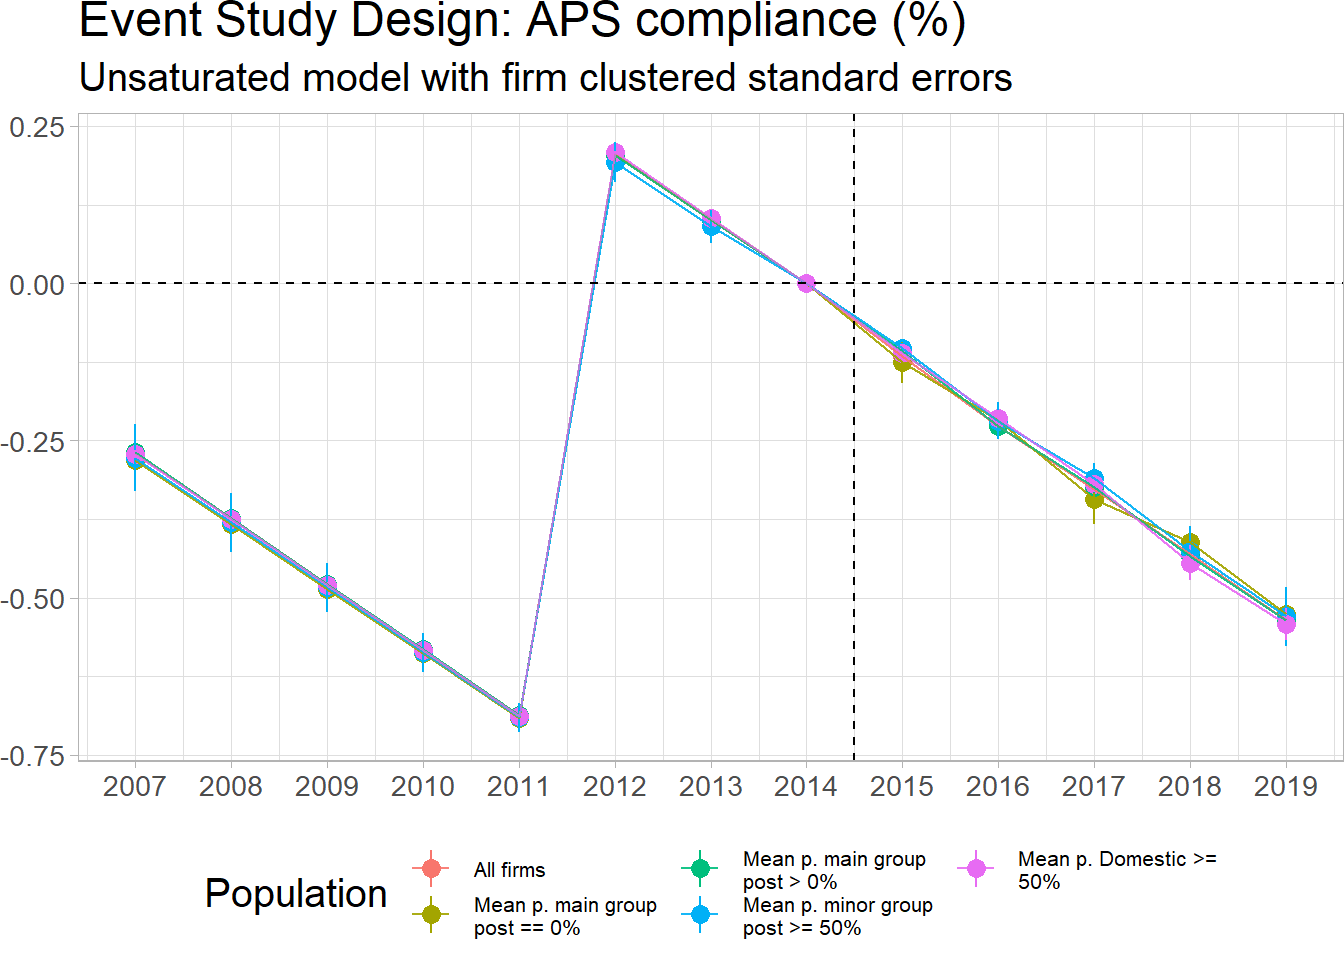 Event Study Design: APS compliance (%)
Unsaturated model with firm clustered standard errors
0.25
0.00
-0.25
-0.50
-0.75
2007 2008 2009 2010 2011 2012 2013 2014 2015 2016 2017 2018 2019
Population
All firms
Mean p. main group
post == 0%
Mean p. main group
post > 0%
Mean p. minor group
post >= 50%
Mean p. Domestic >=
50%